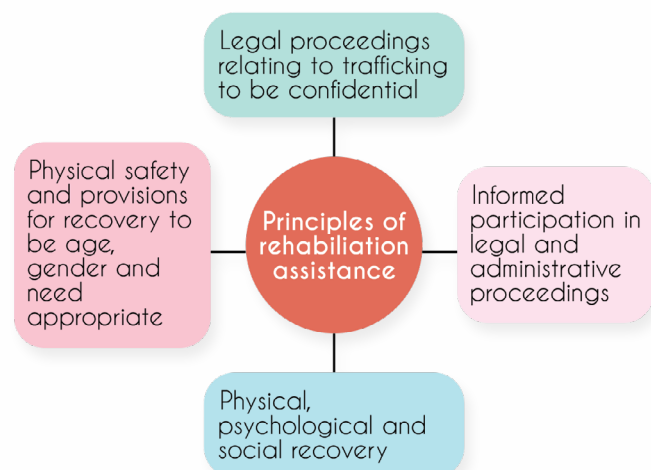 Legal proceedings
relating to trafficking
to be confidential
Physical safety
and provisions
for recovery to
be age,
gender and
need
appropriate
Principles of
rehabiliation
assistance
Informed
participation in
legal and
administrative
proceedings
Physical,
psychological and
social recovery